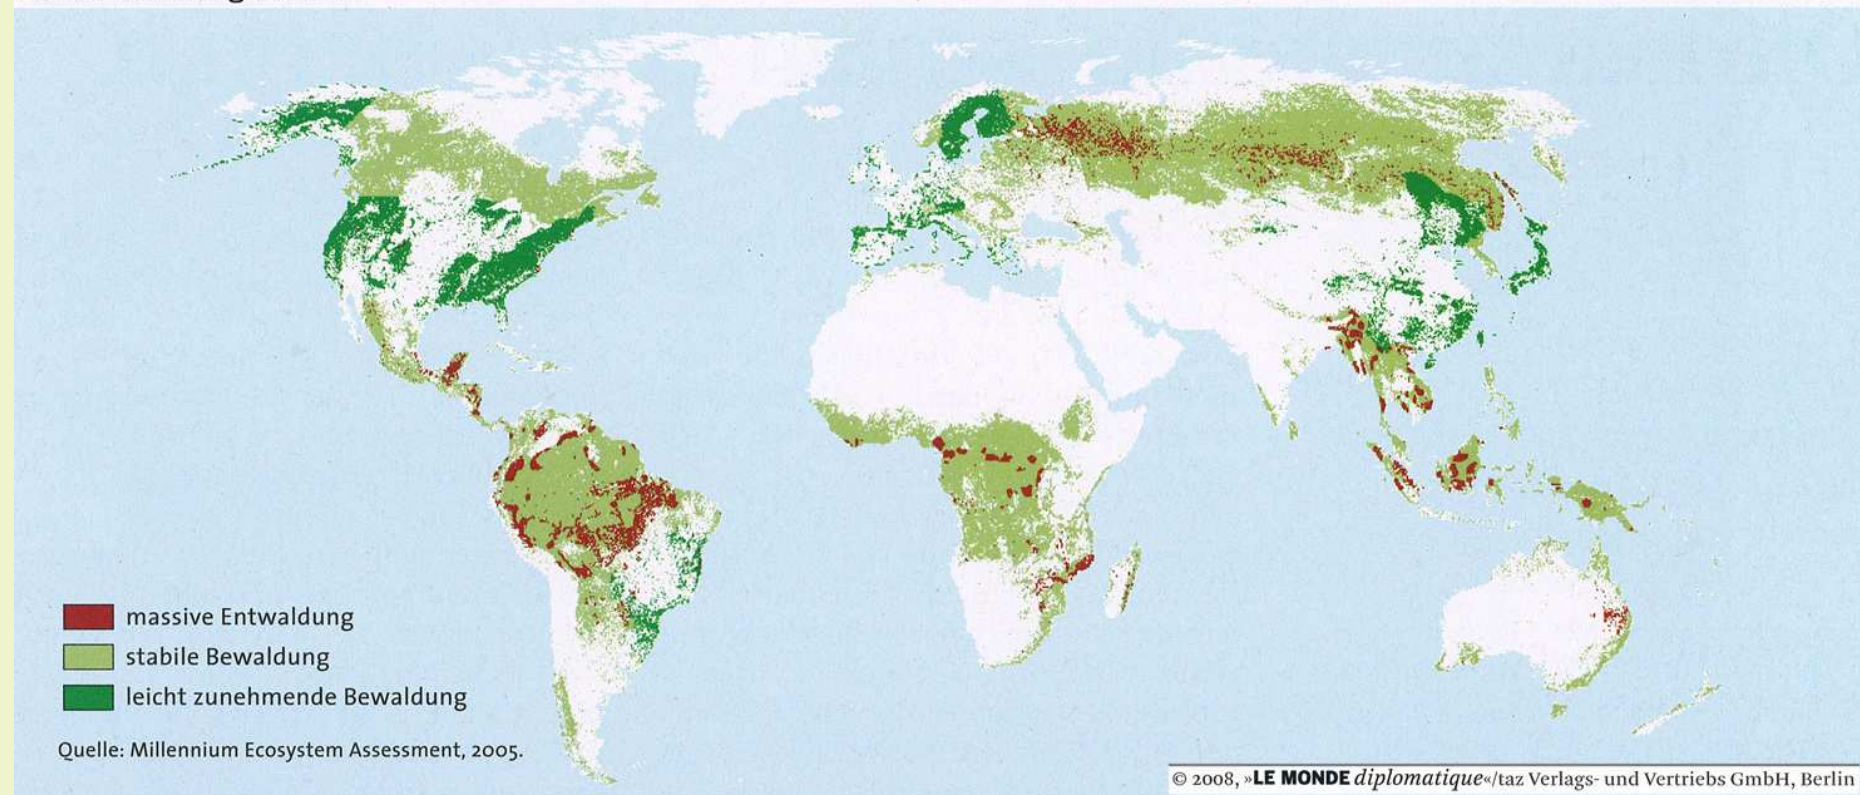 massive Entwaldung
stabile Bewaldung
leicht zunehmende Bewaldung
Quelle: Millennium Ecosystem Assessment, 2005.
© 2008, »LE MONDE diplomatique«/taz Verlags- und Vertriebs GmbH, Berlin